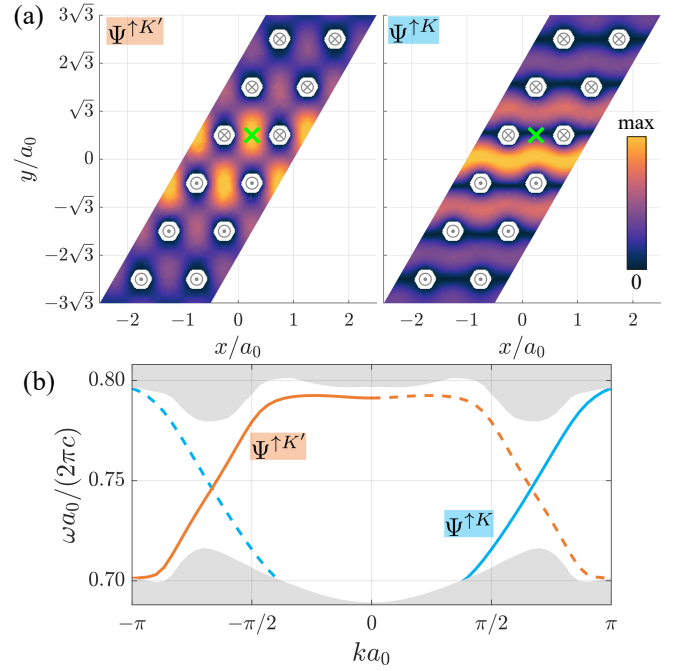 (a)
Ψ↑K′
Ψ↑K
y/a₀
3√3
2√3
√3
0
−√3
−2√3
−3√3
max
0
−2 −1 0 1 2
−2 −1 0 1 2
x/a₀
x/a₀
(b)
ωa₀/(2πc)
0.80
0.75
0.70
Ψ↑K′
Ψ↑K
−π −π/2 0 π/2 π
ka₀